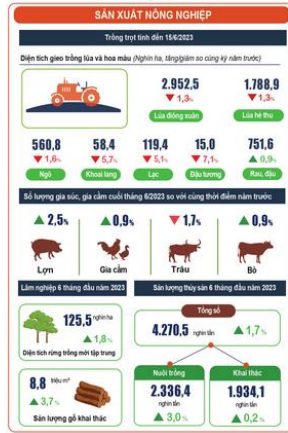 SẢN XUẤT NÔNG NGHIỆP
Trồng trọt tính đến 15/6/2023
Diện tích gieo trồng lúa và hoa màu (Nghìn ha, tăng/giảm so cùng kỳ năm trước)
2.952,5
▼1,3%
Lúa đông xuân
1.788,9
▼1,3%
Lúa hè thu
560,8
▼1,6%
Ngô
58,4
▼5,7%
Khoai lang
119,4
▼5,1%
Lạc
15,0
▼7,1%
Đậu tương
751,6
▲0,9%
Rau, đậu
Số lượng gia súc, gia cầm cuối tháng 6/2023 so với cùng thời điểm năm trước
▲2,5%
Lợn
▲0,9%
Gia cầm
▼1,7%
Trâu
▲0,9%
Bò
Lâm nghiệp 6 tháng đầu năm 2023
125,5 nghìn ha
▲1,8%
Diện tích rừng trồng mới tập trung
8,8 triệu m³
▲3,7%
Sản lượng gỗ khai thác
Sản lượng thủy sản 6 tháng đầu năm 2023
Tổng số
4.270,5 nghìn tấn ▲1,7%
Nuôi trồng
2.336,4
nghìn tấn
▲3,0%
Khai thác
1.934,1
nghìn tấn
▲0,2%